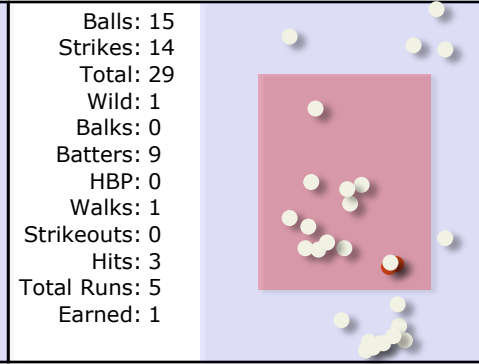 Balls: 15
Strikes: 14
Total: 29
Wild: 1
Balks: 0
Batters: 9
HBP: 0
Walks: 1
Strikeouts: 0
Hits: 3
Total Runs: 5
Earned: 1